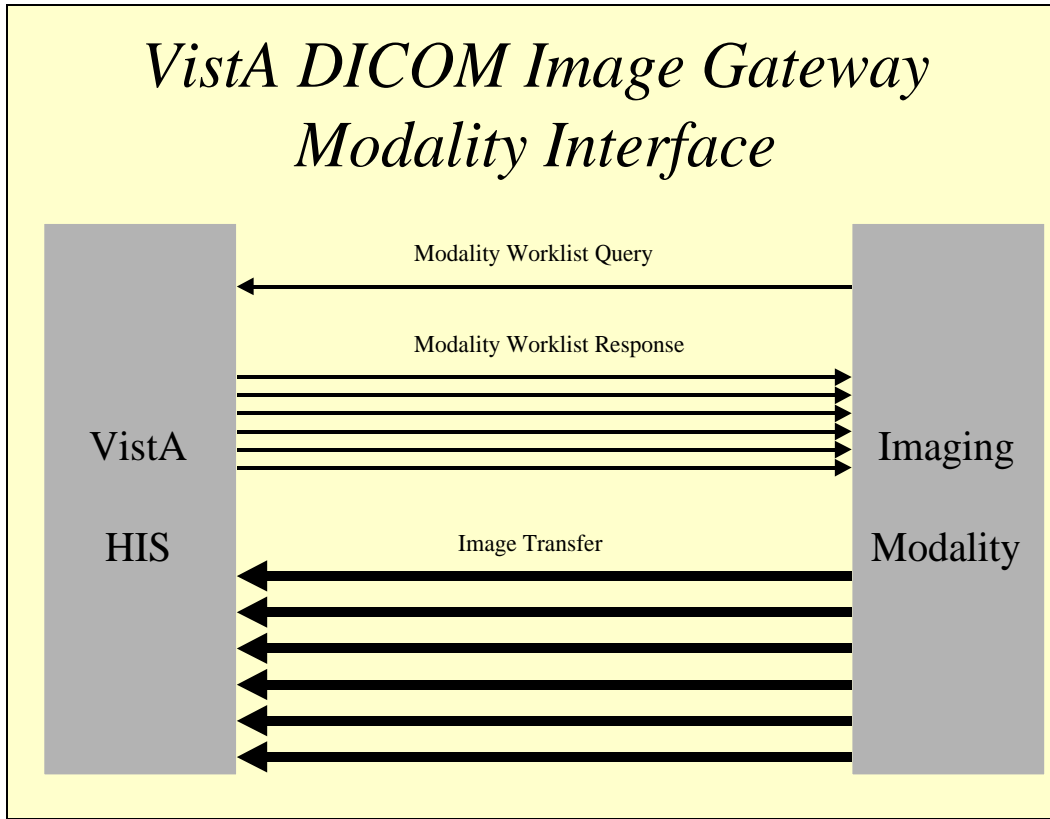 VistA DICOM Image Gateway
Modality Interface
Modality Worklist Query
Modality Worklist Response
VistA
HIS
Imaging
Modality
Image Transfer